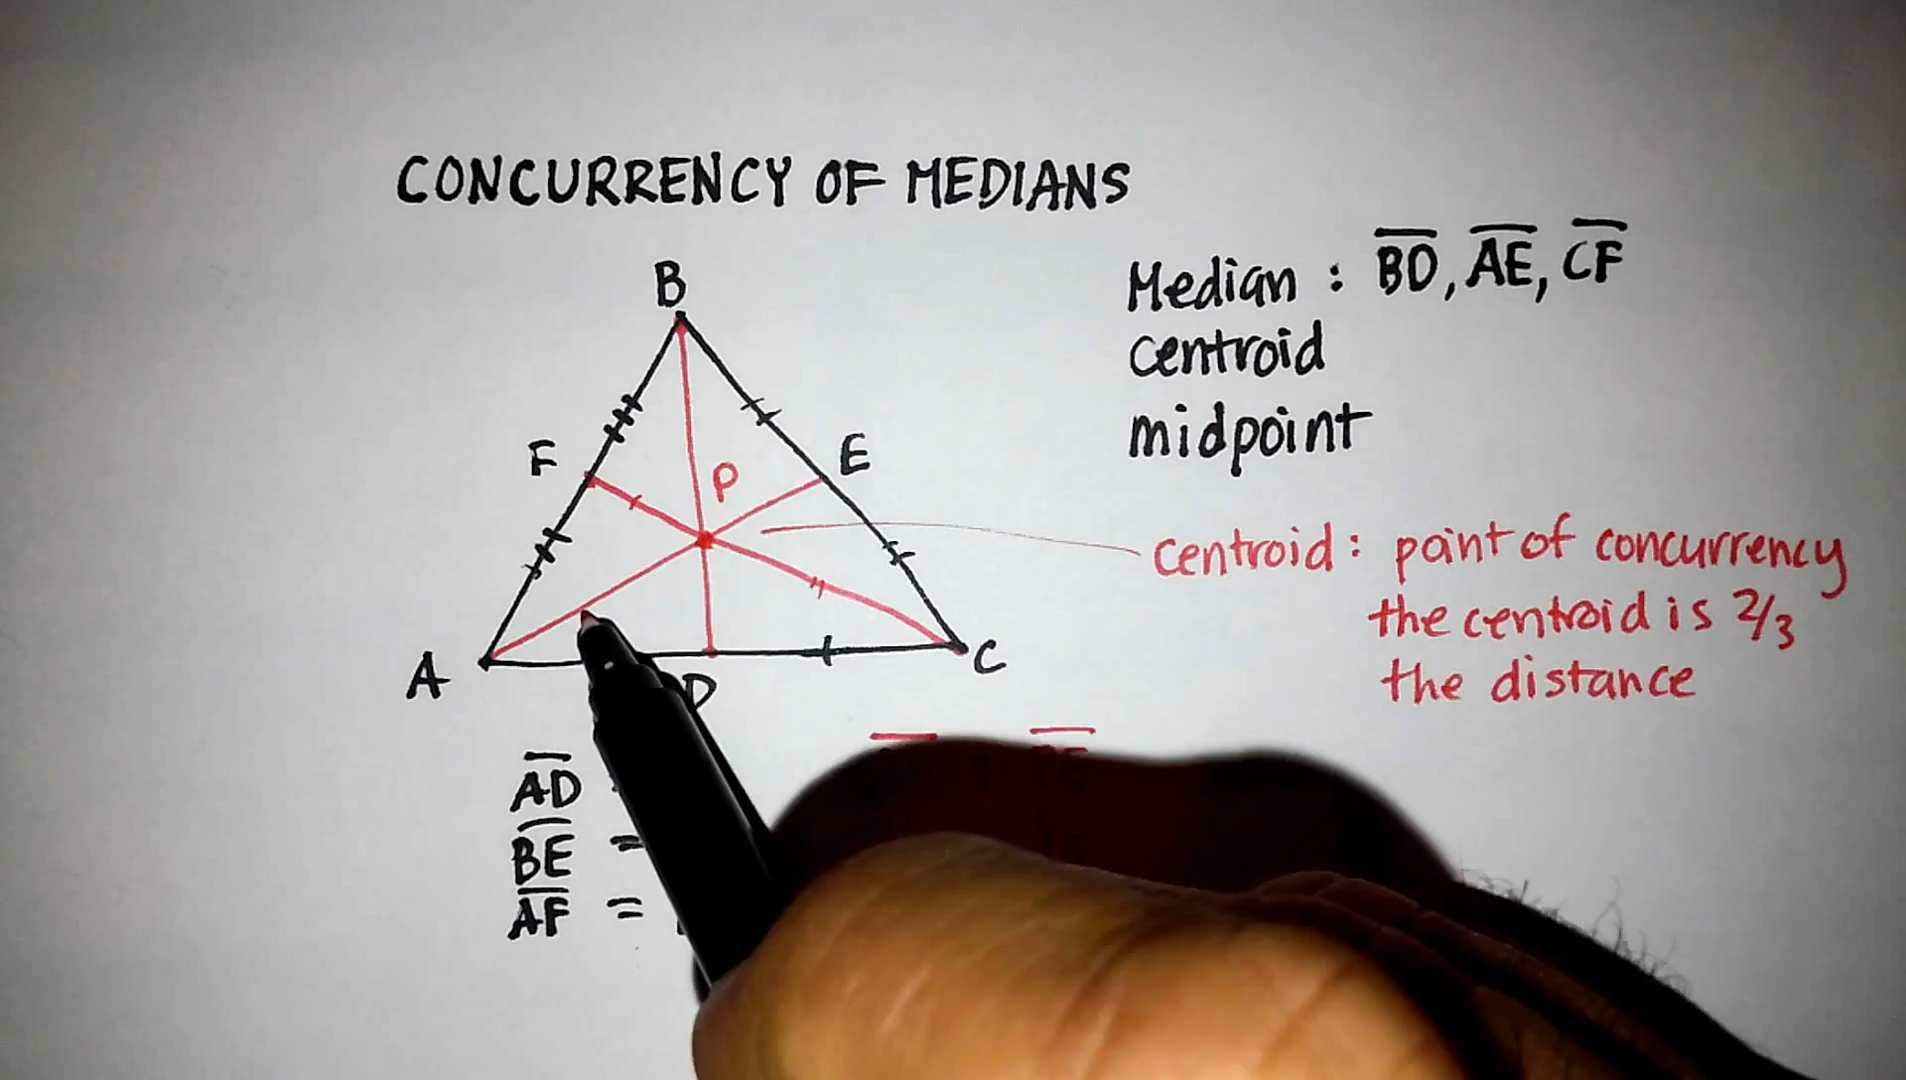 CONCURRENCY OF MEDIANS
B
Median : BD, AE, CF
centroid
midpoint
F
E
P
centroid : point of concurrency
the centroid is 2/3
the distance
A
D
C
AD
BE =
AF =